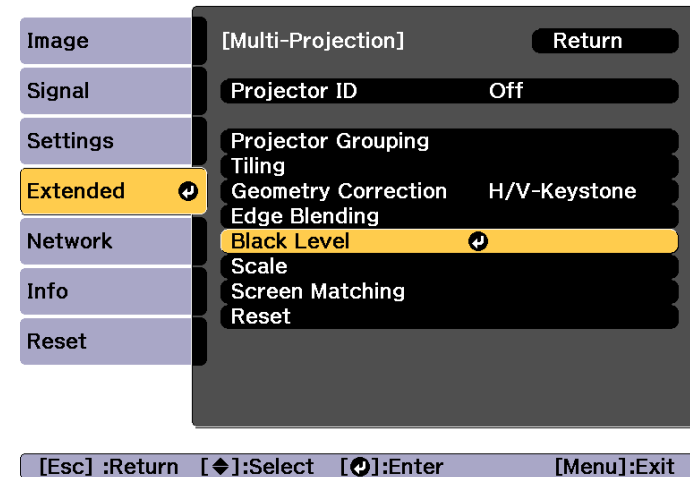 Image
Signal
Settings
Extended
Network
Info
Reset
[Multi-Projection] Return
Projector ID Off
Projector Grouping
Tiling
Geometry Correction H/V-Keystone
Edge Blending
Black Level
Scale
Screen Matching
Reset
[Esc] :Return [◆]:Select [↵]:Enter [Menu]:Exit